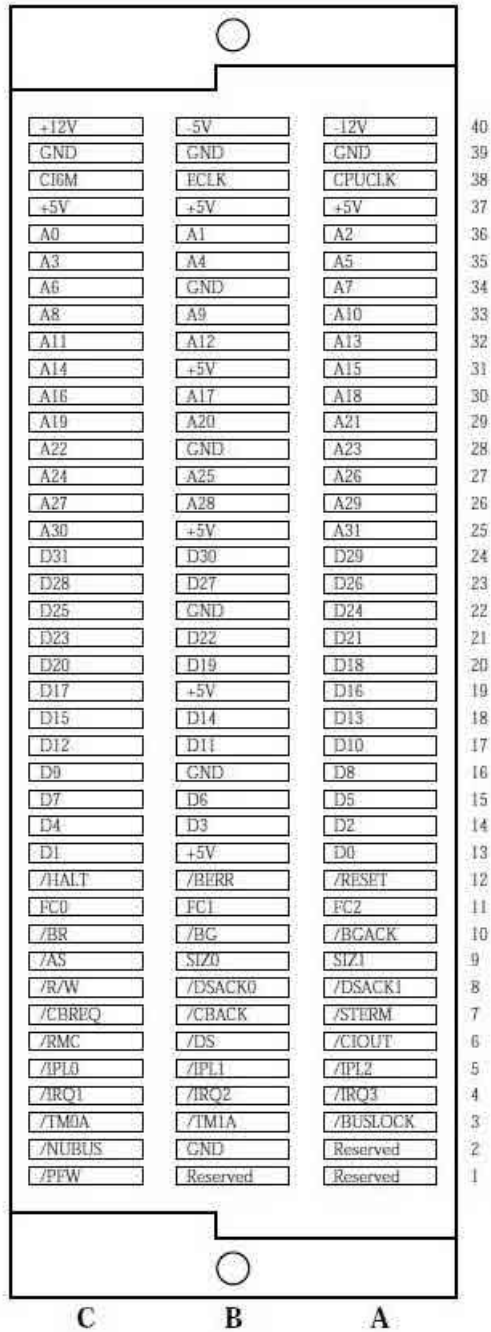 +12V -5V -12V 40
GND GND GND 39
CI6M ECLK CPUCLK 38
+5V +5V +5V 37
A0 A1 A2 36
A3 A4 A5 35
A6 GND A7 34
A8 A9 A10 33
A11 A12 A13 32
A14 +5V A15 31
A16 A17 A18 30
A19 A20 A21 29
A22 GND A23 28
A24 A25 A26 27
A27 A28 A29 26
A30 +5V A31 25
D31 D30 D29 24
D28 D27 D26 23
D25 GND D24 22
D23 D22 D21 21
D20 D19 D18 20
D17 +5V D16 19
D15 D14 D13 18
D12 D11 D10 17
D9 GND D8 16
D7 D6 D5 15
D4 D3 D2 14
D1 +5V D0 13
/HALT /BERR /RESET 12
FC0 FC1 FC2 11
/BR /BG /BGACK 10
/AS SIZ0 SIZ1 9
/R/W /DSACK0 /DSACK1 8
/CBREQ /CBACK /STERM 7
/RMC /DS /CIOUT 6
/IPL0 /IPL1 /IPL2 5
/IRQ1 /IRQ2 /IRQ3 4
/TM0A /TM1A /BUSLOCK 3
/NUBUS GND Reserved 2
/PFW Reserved Reserved 1
C B A